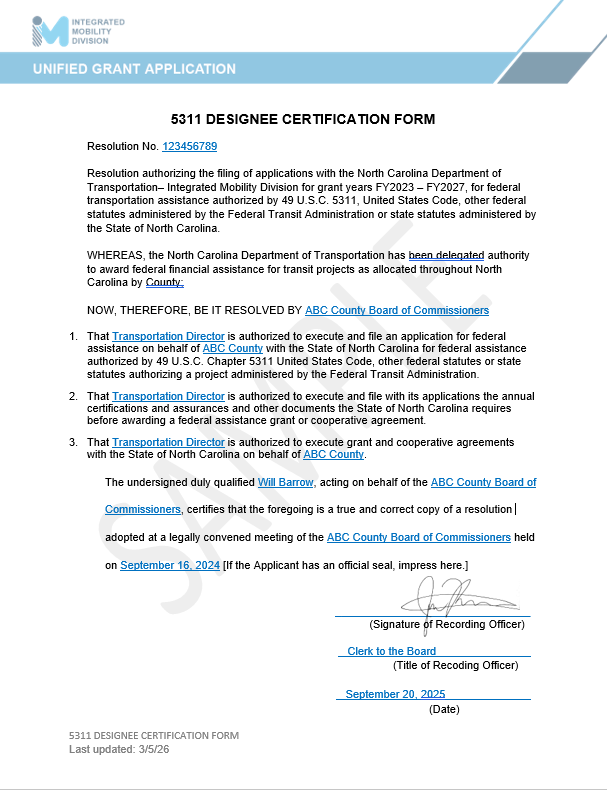 INTEGRATED
MOBILITY
DIVISION
UNIFIED GRANT APPLICATION
5311 DESIGNEE CERTIFICATION FORM
Resolution No. 123456789
Resolution authorizing the filing of applications with the North Carolina Department of
Transportation– Integrated Mobility Division for grant years FY2023 – FY2027, for federal
transportation assistance authorized by 49 U.S.C. 5311, United States Code, other federal
statutes administered by the Federal Transit Administration or state statutes administered by
the State of North Carolina.
WHEREAS, the North Carolina Department of Transportation has been delegated authority
to award federal financial assistance for transit projects as allocated throughout North
Carolina by County;
NOW, THEREFORE, BE IT RESOLVED BY ABC County Board of Commissioners
1. That Transportation Director is authorized to execute and file an application for federal
assistance on behalf of ABC County with the State of North Carolina for federal assistance
authorized by 49 U.S.C. Chapter 5311 United States Code, other federal statutes or state
statutes authorizing a project administered by the Federal Transit Administration.
2. That Transportation Director is authorized to execute and file with its applications the annual
certifications and assurances and other documents the State of North Carolina requires
before awarding a federal assistance grant or cooperative agreement.
3. That Transportation Director is authorized to execute grant and cooperative agreements
with the State of North Carolina on behalf of ABC County.
The undersigned duly qualified Will Barrow, acting on behalf of the ABC County Board of
Commissioners, certifies that the foregoing is a true and correct copy of a resolution
adopted at a legally convened meeting of the ABC County Board of Commissioners held
on September 16, 2024 [If the Applicant has an official seal, impress here.]
(Signature of Recording Officer)
Clerk to the Board
(Title of Recoding Officer)
September 20, 2025
(Date)
5311 DESIGNEE CERTIFICATION FORM
Last updated: 3/5/26
SAMPLE